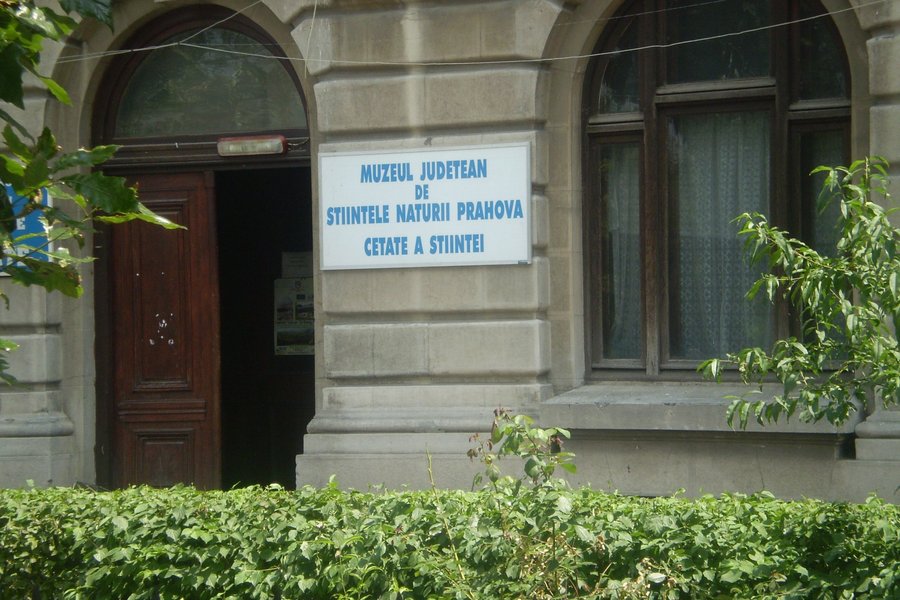 MUZEUL JUDETEAN
DE
STIINTELE NATURII PRAHOVA
CETATE A STIINTEI